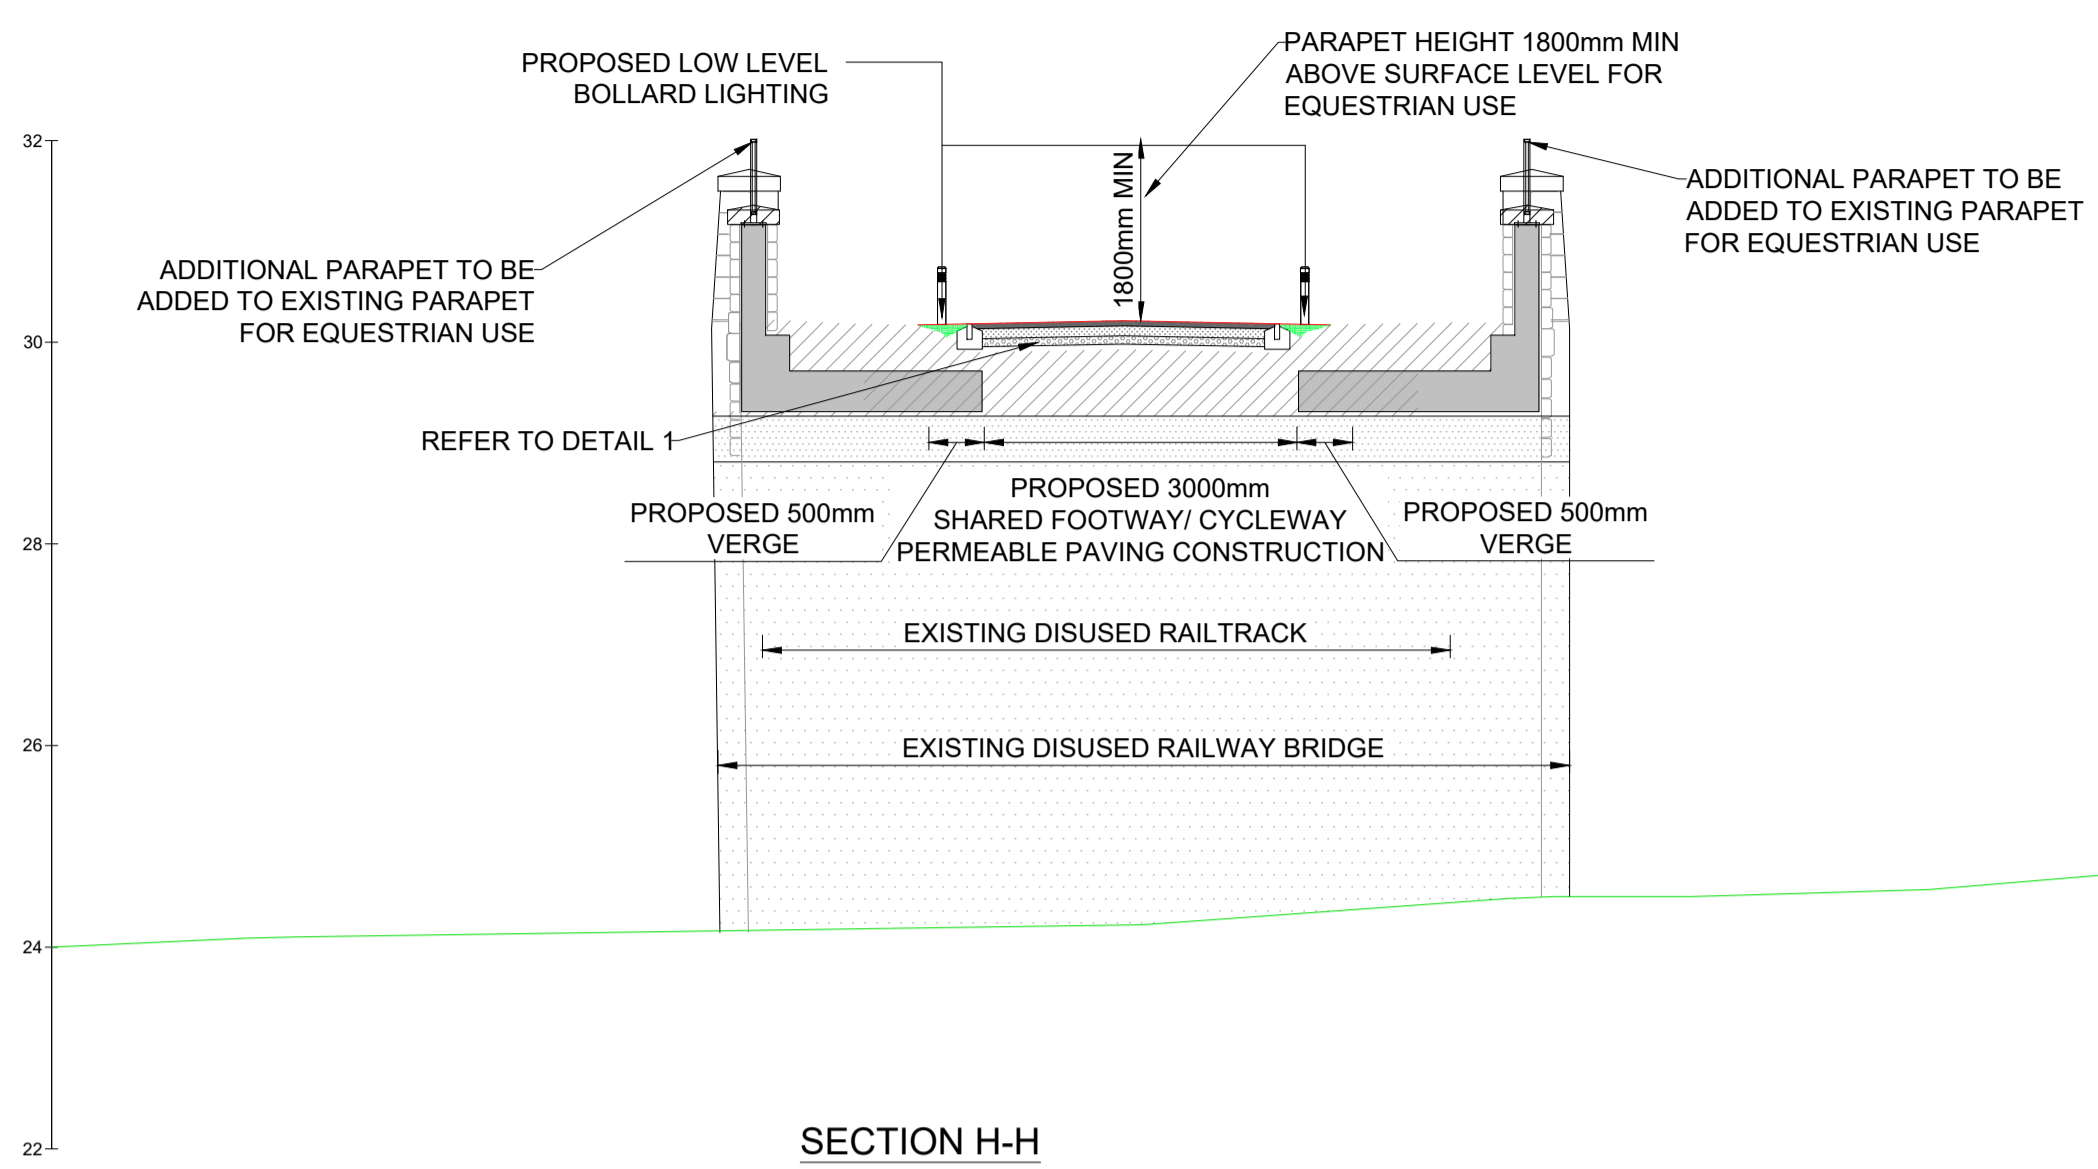 PROPOSED LOW LEVEL
BOLLARD LIGHTING
PARAPET HEIGHT 1800mm MIN
ABOVE SURFACE LEVEL FOR
EQUESTRIAN USE
32
1800mm MIN
ADDITIONAL PARAPET TO BE
ADDED TO EXISTING PARAPET
FOR EQUESTRIAN USE
ADDITIONAL PARAPET TO BE
ADDED TO EXISTING PARAPET
FOR EQUESTRIAN USE
30
REFER TO DETAIL 1
PROPOSED 500mm
VERGE
PROPOSED 3000mm
SHARED FOOTWAY/ CYCLEWAY
PERMEABLE PAVING CONSTRUCTION
PROPOSED 500mm
VERGE
28
EXISTING DISUSED RAILTRACK
26
EXISTING DISUSED RAILWAY BRIDGE
24
22
SECTION H-H